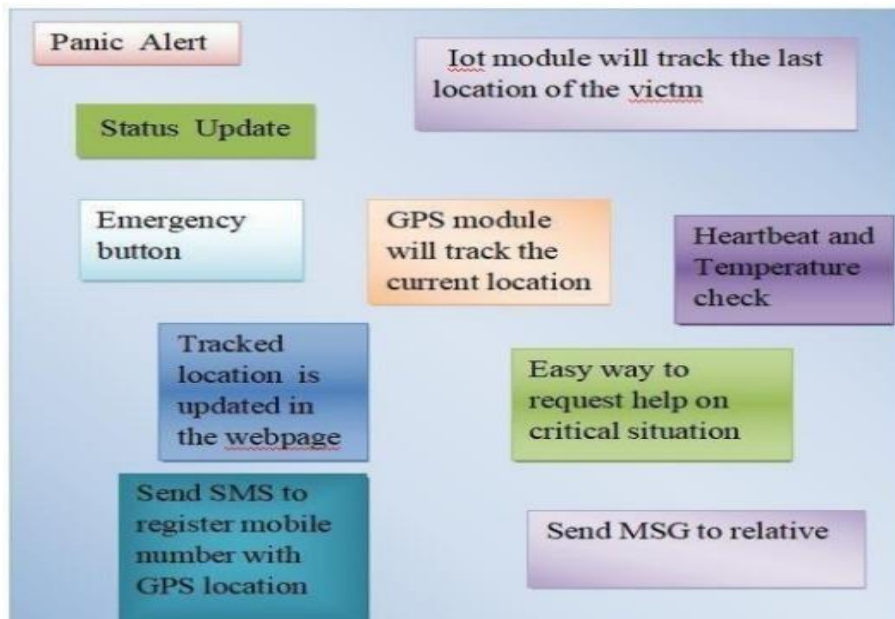 Panic Alert
Iot module will track the last
location of the victm
Status Update
Emergency
button
GPS module
will track the
current location
Heartbeat and
Temperature
check
Tracked
location is
updated in
the webpage
Easy way to
request help on
critical situation
Send SMS to
register mobile
number with
GPS location
Send MSG to relative